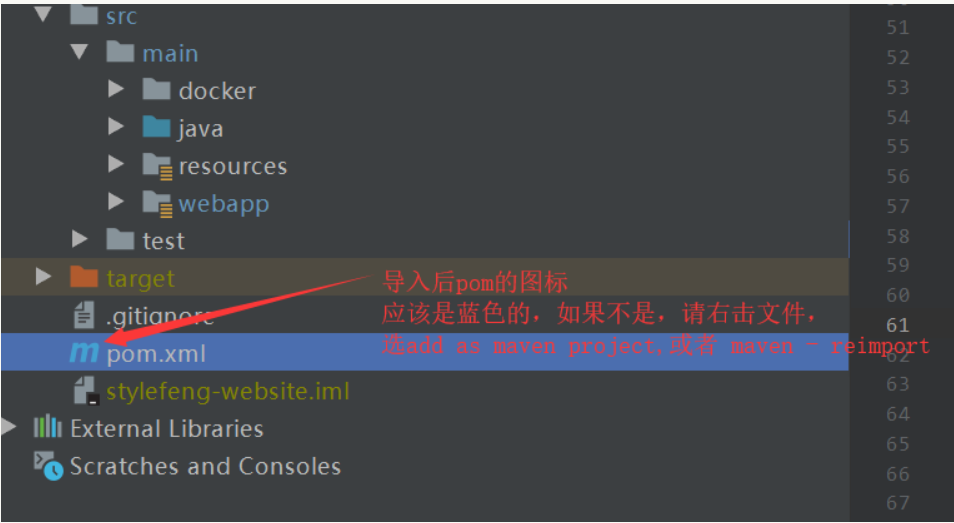 src
51
main
52
docker
53
java
54
55
resources
56
webapp
57
test
58
target
59
导入后pom的图标
60
.gitignore
应该是蓝色的，如果不是，请右击文件，
61
m pom.xml
选add as maven project,或者 maven - reimport
62
stylefeng-website.iml
63
External Libraries
64
Scratches and Consoles
65
66
67